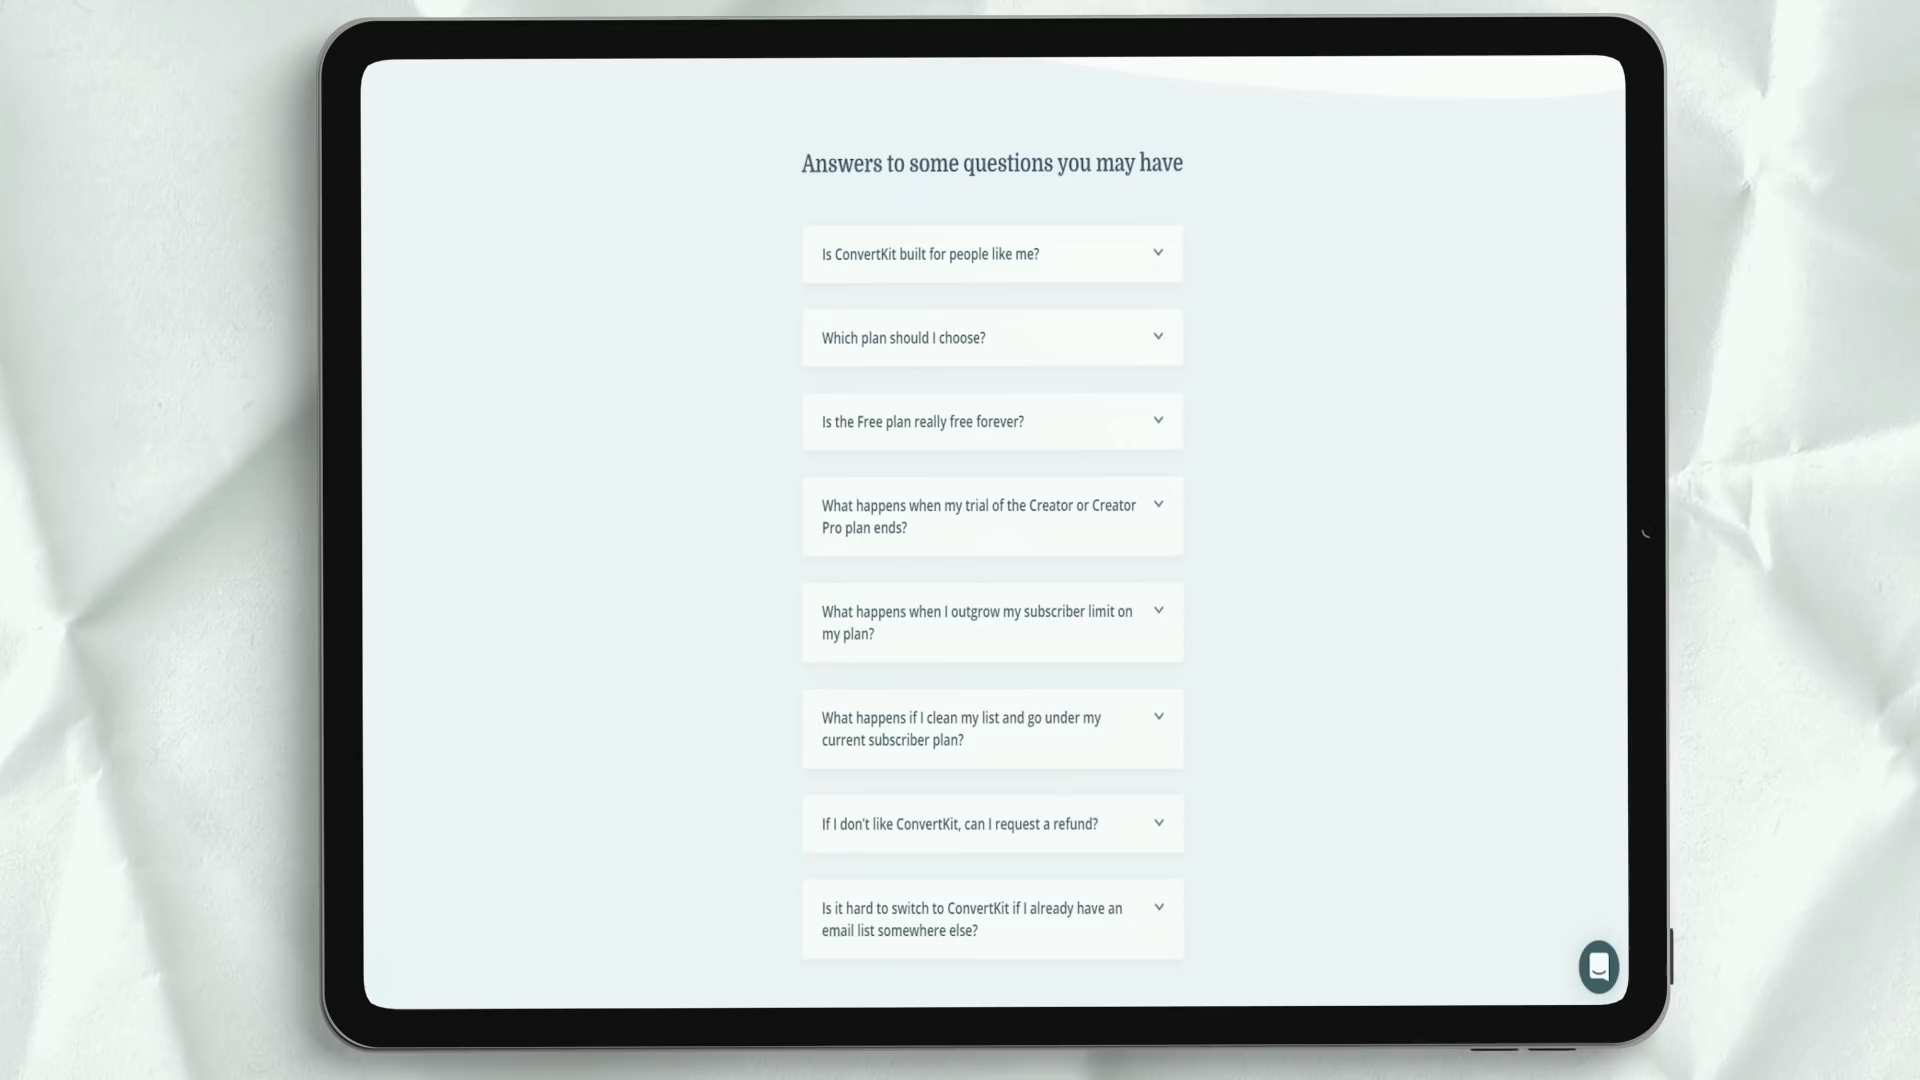 Answers to some questions you may have
Is ConvertKit built for people like me?
Which plan should I choose?
Is the Free plan really free forever?
What happens when my trial of the Creator or Creator
Pro plan ends?
What happens when I outgrow my subscriber limit on
my plan?
What happens if I clean my list and go under my
current subscriber plan?
If I don't like ConvertKit, can I request a refund?
Is it hard to switch to ConvertKit if I already have an
email list somewhere else?